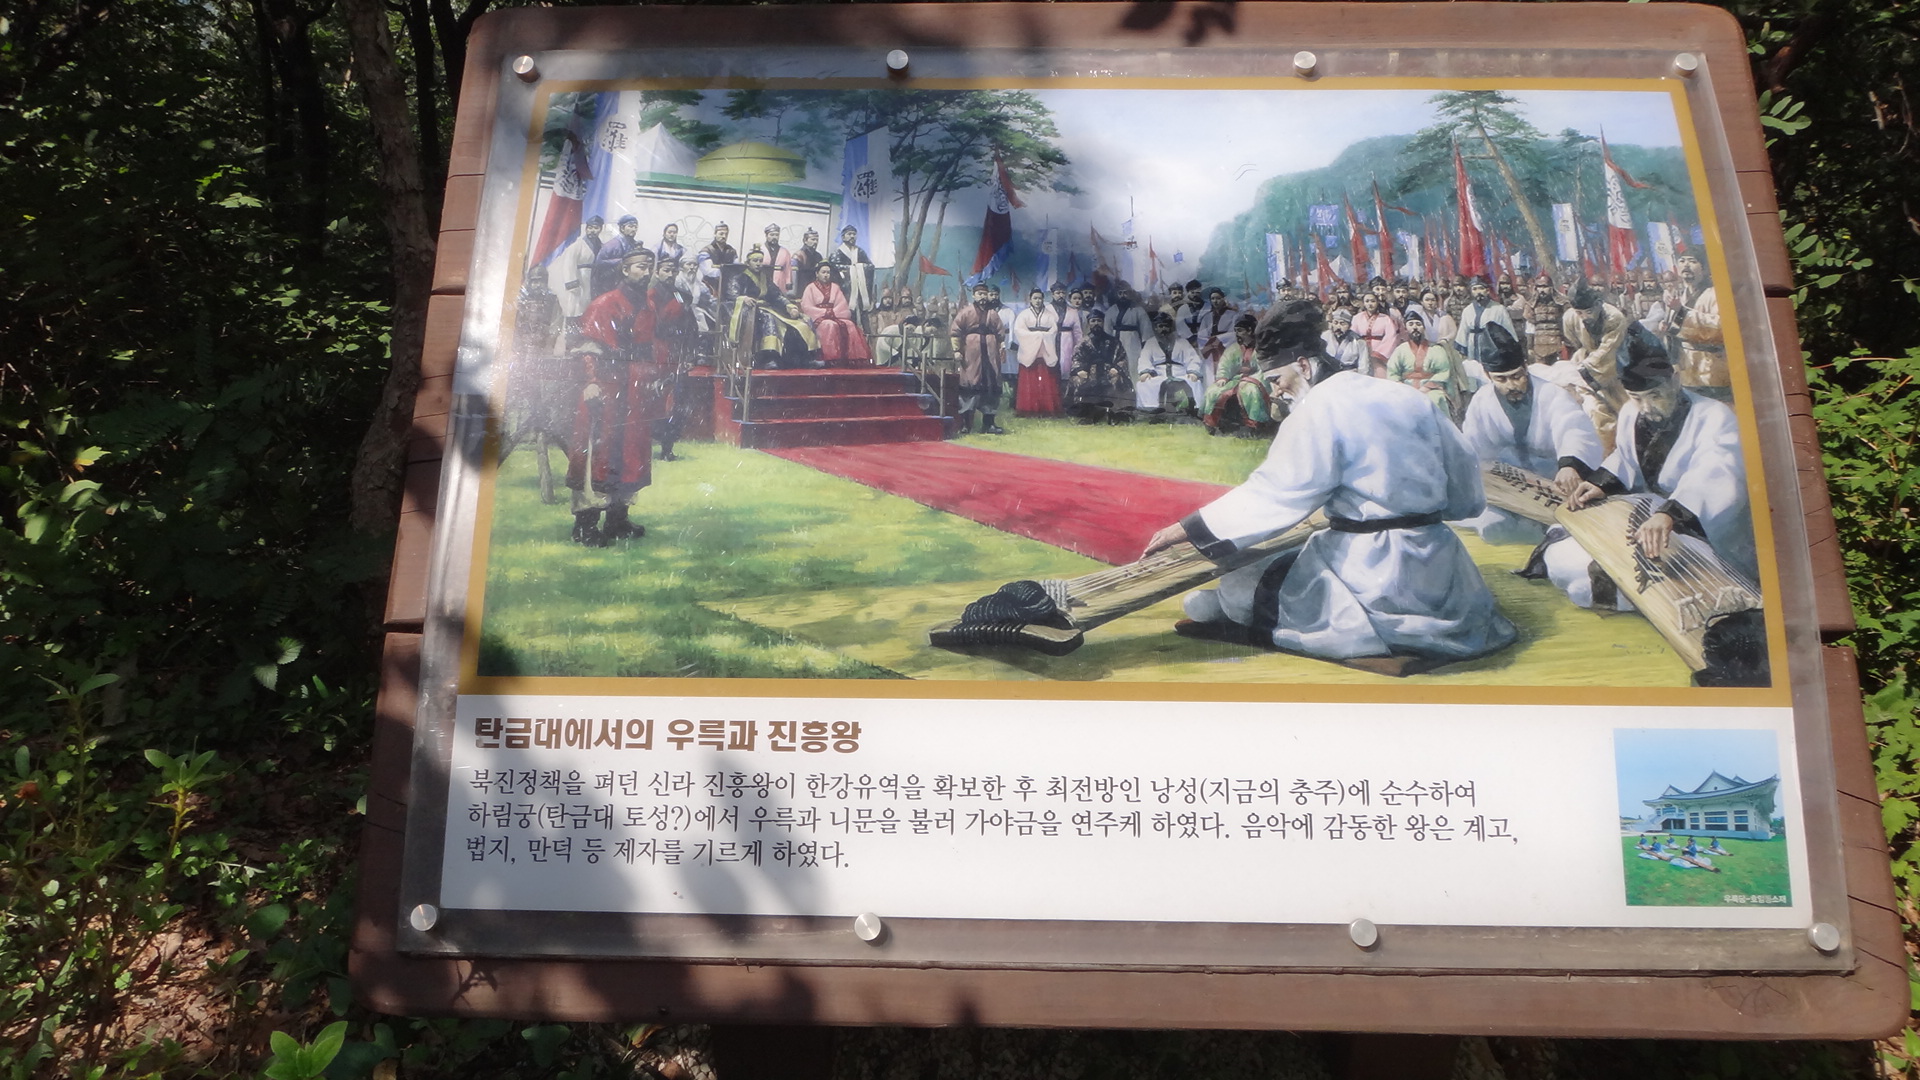 羅
羅
탄금대에서의 우륵과 진흥왕
북진정책을 펴던 신라 진흥왕이 한강유역을 확보한 후 최전방인 낭성(지금의 충주)에 순수하여
하림궁(탄금대 토성?)에서 우륵과 니문을 불러 가야금을 연주케 하였다. 음악에 감동한 왕은 계고,
법지, 만덕 등 제자를 기르게 하였다.